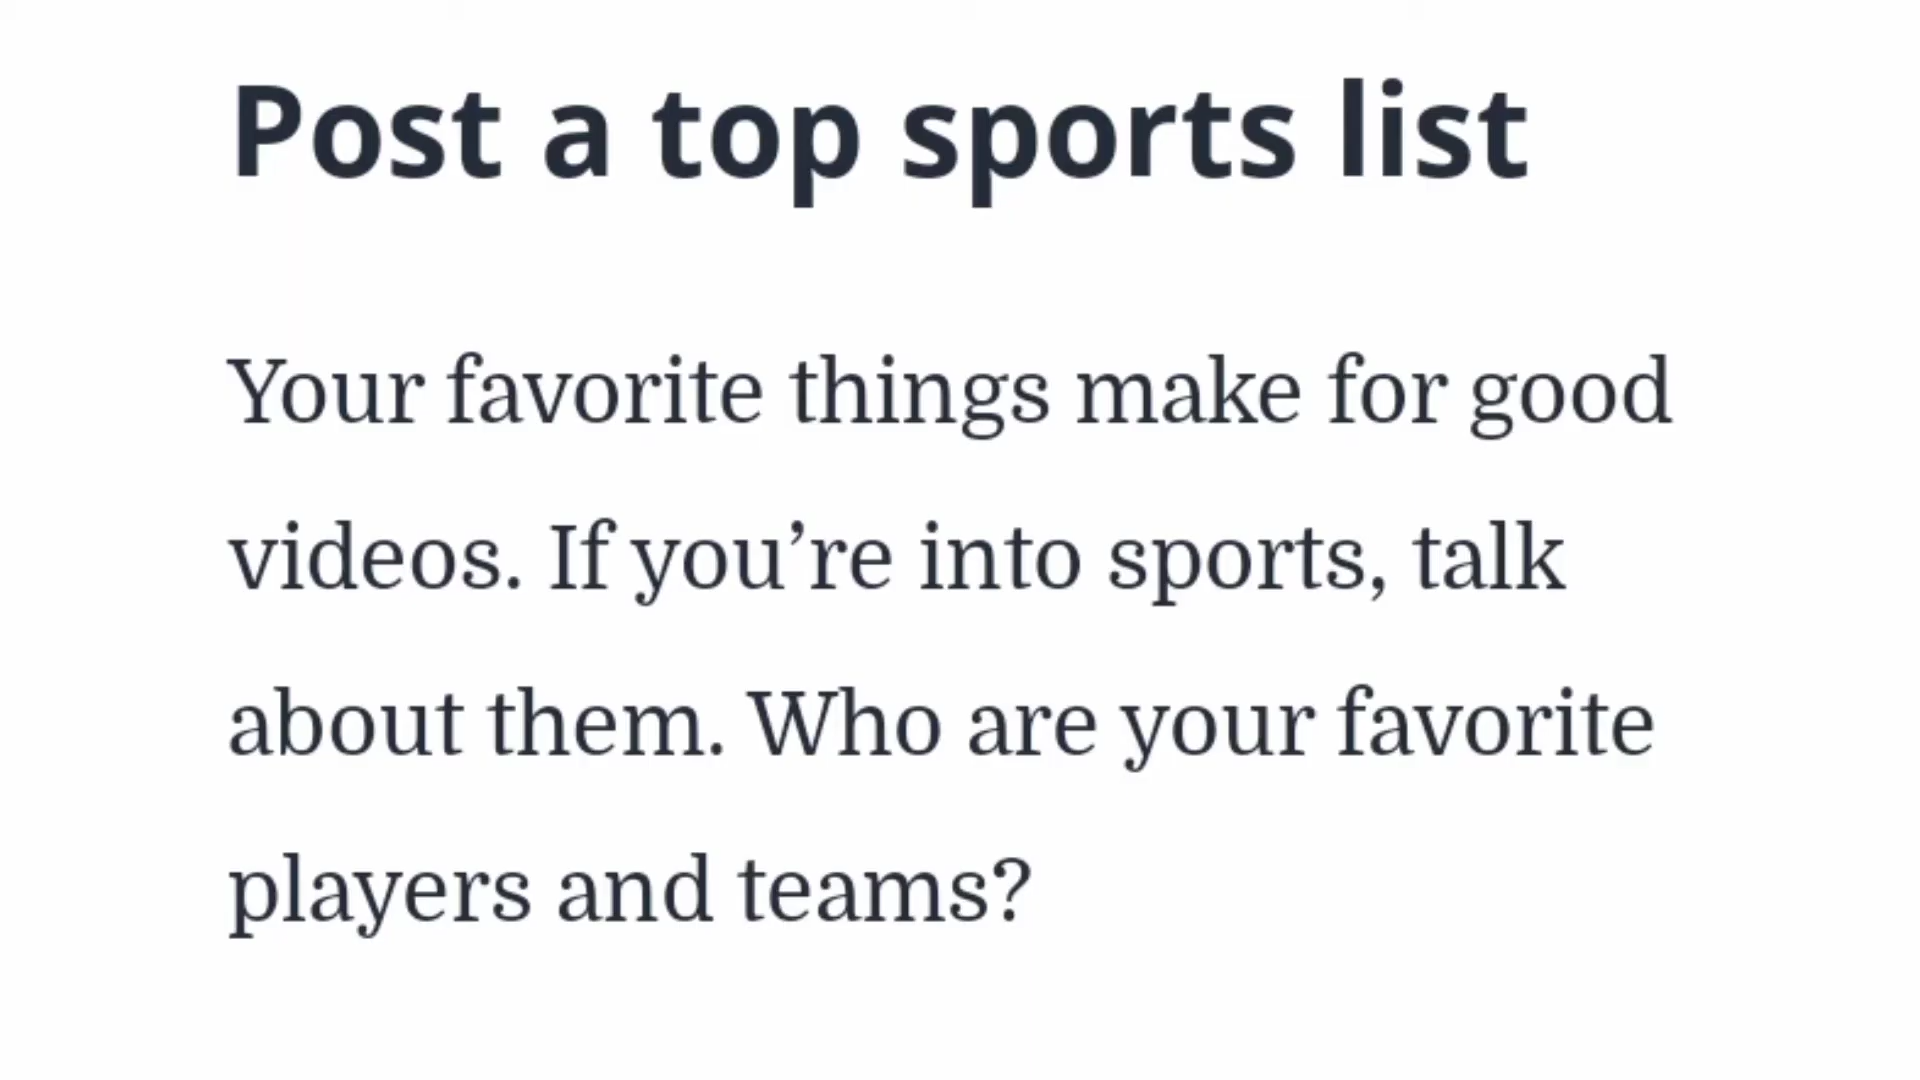 Post a top sports list
Your favorite things make for good
videos. If you’re into sports, talk
about them. Who are your favorite
players and teams?